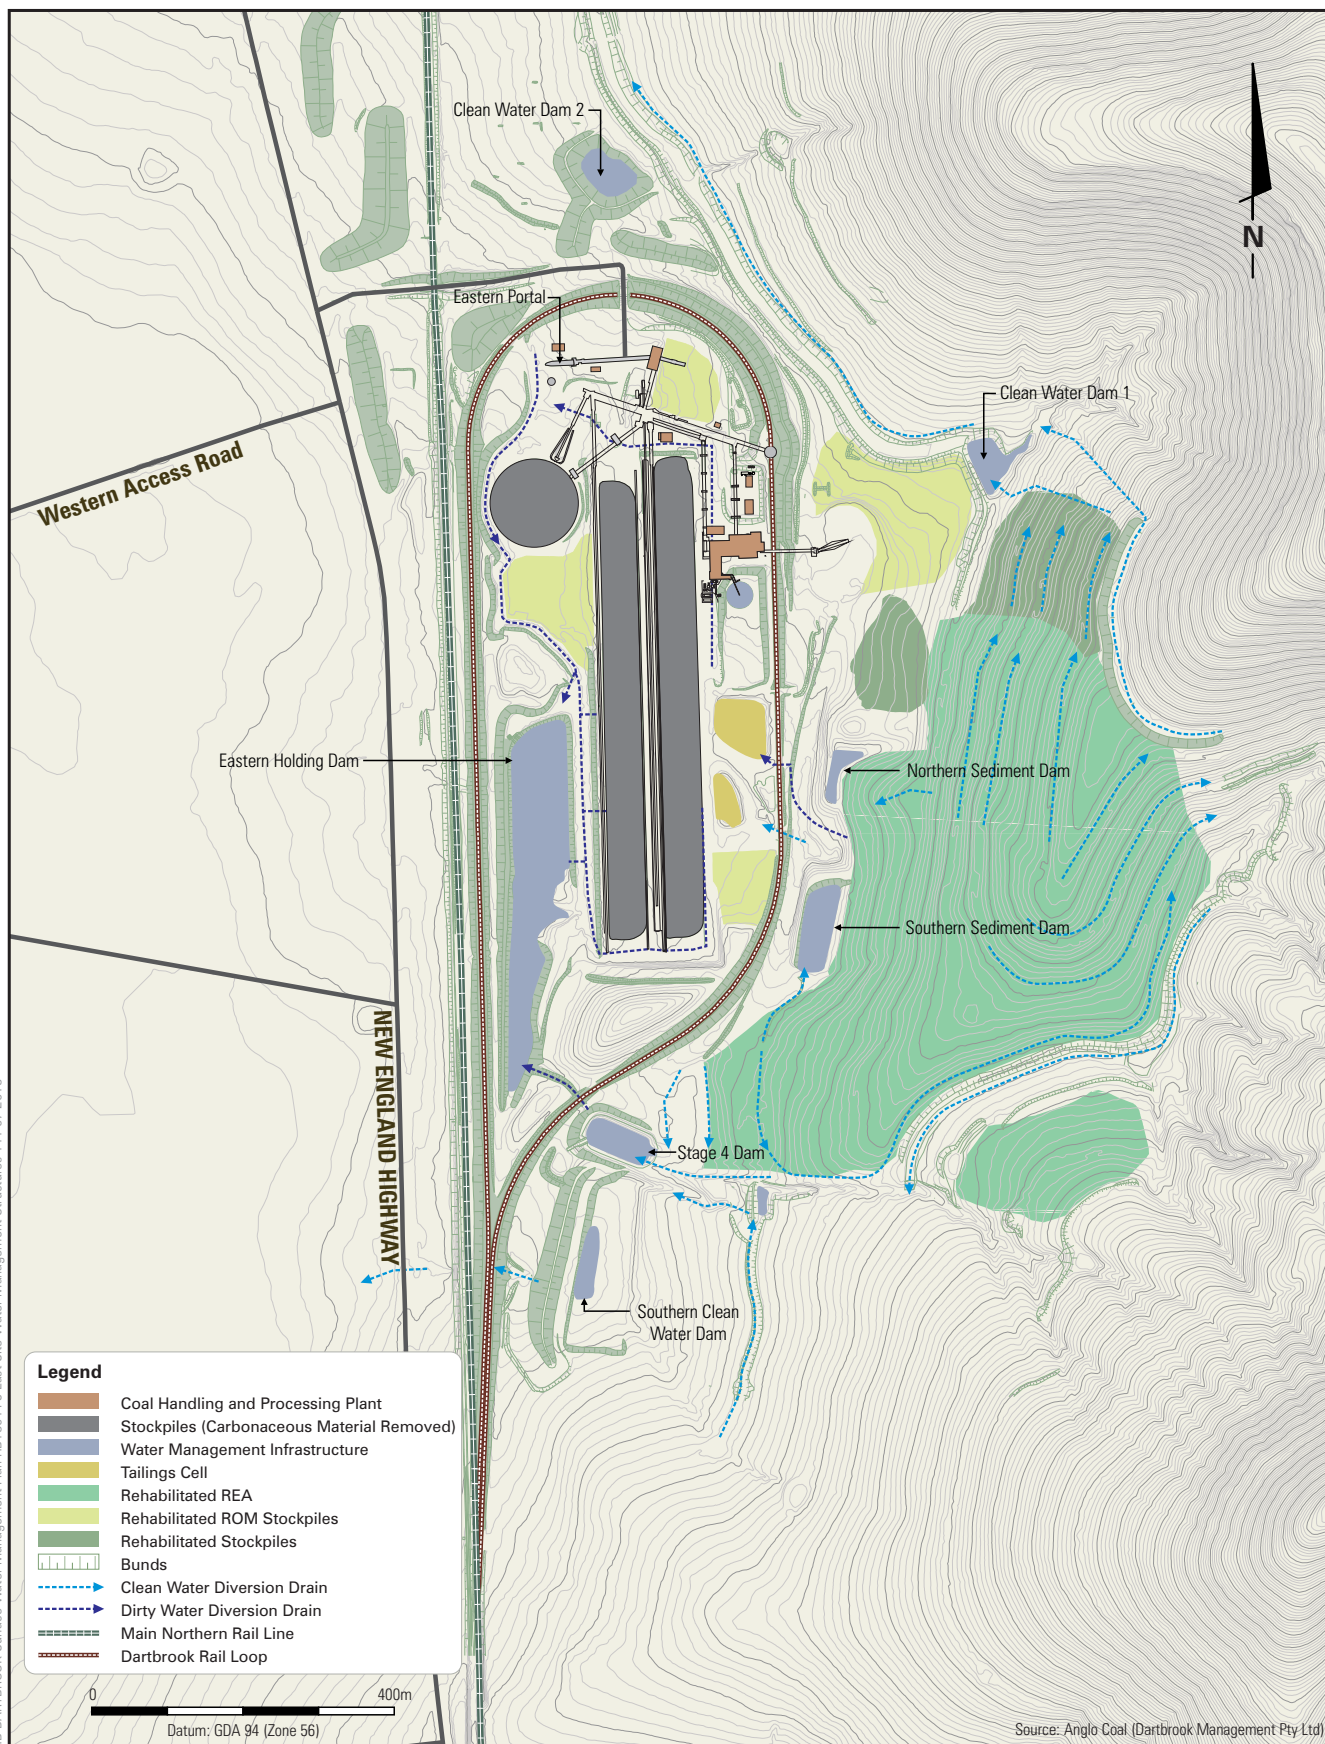 Clean Water Dam 2
N
Eastern Portal
Clean Water Dam 1
Western Access Road
Eastern Holding Dam
Northern Sediment Dam
Southern Sediment Dam
NEW ENGLAND HIGHWAY
Stage 4 Dam
Southern Clean
Water Dam
Legend
Coal Handling and Processing Plant
Stockpiles (Carbonaceous Material Removed)
Water Management Infrastructure
Tailings Cell
Rehabilitated REA
Rehabilitated ROM Stockpiles
Rehabilitated Stockpiles
Bunds
Clean Water Diversion Drain
Dirty Water Diversion Drain
Main Northern Rail Line
Dartbrook Rail Loop
0 400m
Datum: GDA 94 (Zone 56)
Source: Anglo Coal (Dartbrook Management Pty Ltd)